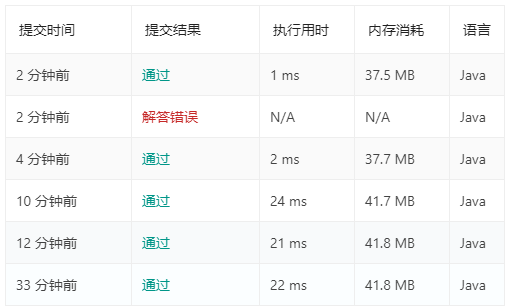 提交时间 提交结果 执行用时 内存消耗 语言
2 分钟前 通过 1 ms 37.5 MB Java
2 分钟前 解答错误 N/A N/A Java
4 分钟前 通过 2 ms 37.7 MB Java
10 分钟前 通过 24 ms 41.7 MB Java
12 分钟前 通过 21 ms 41.8 MB Java
33 分钟前 通过 22 ms 41.8 MB Java